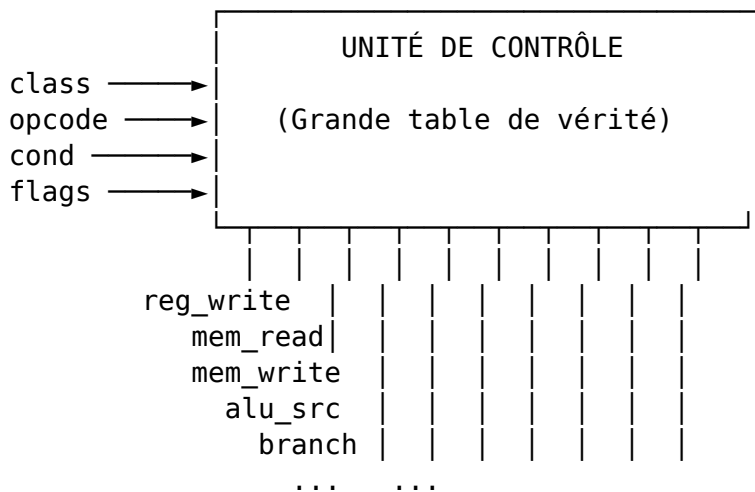 UNITÉ DE CONTRÔLE
class
opcode
(Grande table de vérité)
cond
flags
reg_write
mem_read
mem_write
alu_src
branch
... ...